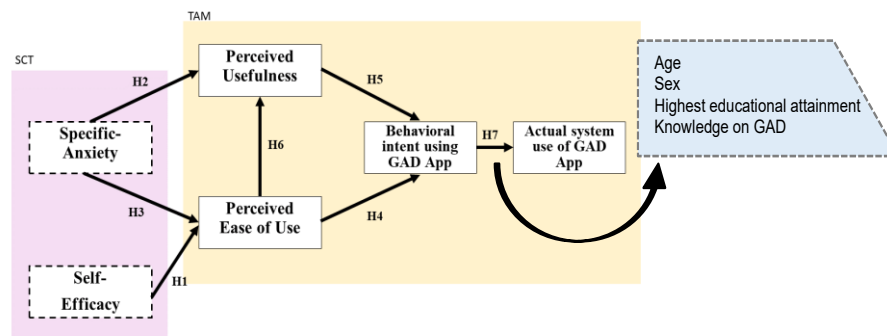 TAM
SCT
Perceived
Usefulness
H2
H5
Specific-
Anxiety
H6
Behavioral
intent using
GAD App
H7
Actual system
use of GAD
App
H3
Perceived
Ease of Use
H4
Self-
Efficacy
H1
Age
Sex
Highest educational attainment
Knowledge on GAD